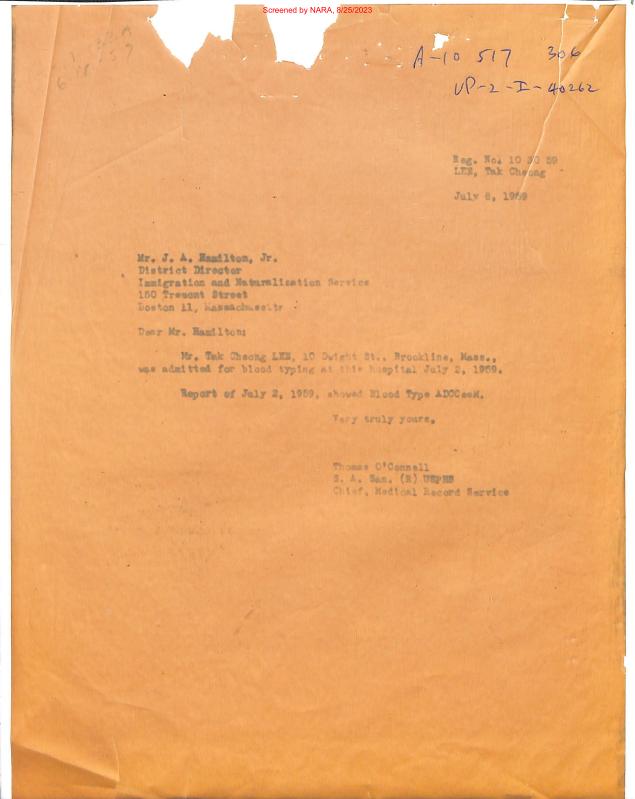 Screened by NARA, 8/25/2023
A-10 517 306
VP-2-I-40262
Reg. No. 10 30 59
LEN, Tak Cheong
July 6, 1959
Mr. J. A. Hamilton, Jr.
District Director
Immigration and Naturalization Service
150 Tremont Street
Boston 11, Massachusetts
Dear Mr. Hamilton:
Mr. Tak Cheong LEN, 10 Dwight St., Brookline, Mass.,
was admitted for blood typing at this hospital July 2, 1959.
Report of July 2, 1959, showed Blood Type
Very truly yours,
Thomas O'Connell
S. A. San. (R) USPHS
Chief, Medical Record Service